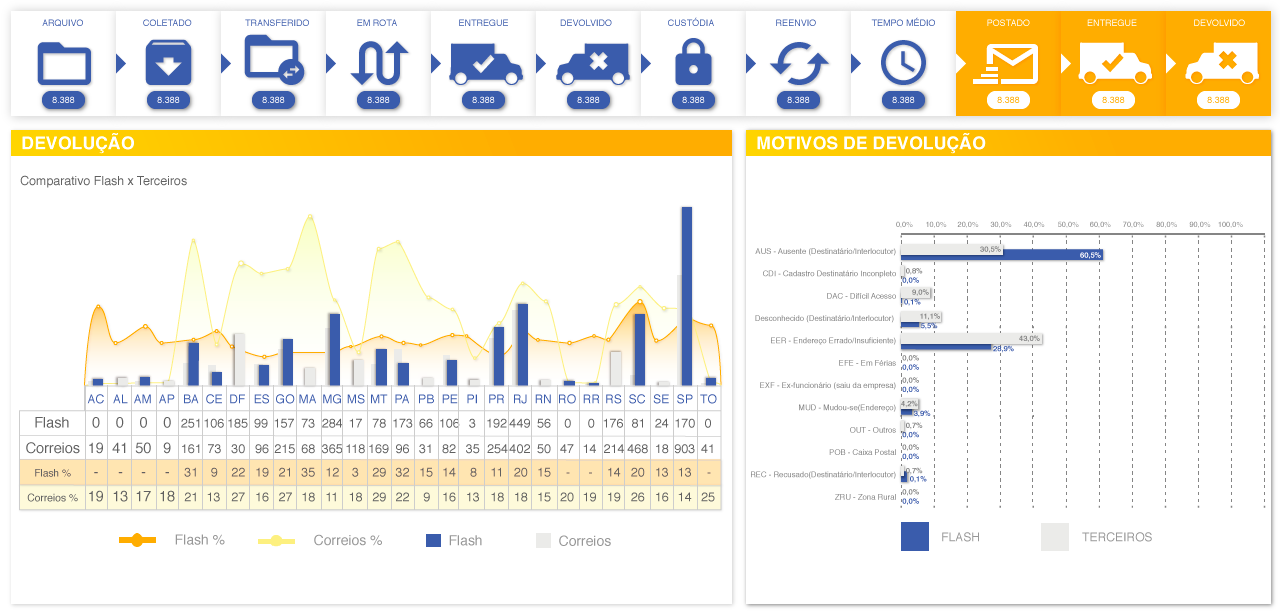 ARQUIVO COLETADO TRANSFERIDO EM ROTA ENTREGUE DEVOLVIDO CUSTÓDIA REENVIO TEMPO MÉDIO POSTADO ENTREGUE DEVOLVIDO
8.388 8.388 8.388 8.388 8.388 8.388 8.388 8.388 8.388 8.388 8.388 8.388
DEVOLUÇÃO
Comparativo Flash x Terceiros
AC AL AM AP BA CE DF ES GO MA MG MS MT PA PB PE PI PR RJ RN RO RR RS SC SE SP TO
Flash 0 0 0 0 251 106 185 99 157 73 284 17 78 173 66 106 3 192 449 56 0 0 176 81 24 170 0
Correios 19 41 50 9 161 73 30 96 215 68 365 118 169 96 31 82 35 254 402 50 47 14 214 468 18 903 41
Flash % - - - - 31 9 22 19 21 35 12 3 29 32 15 14 8 11 20 15 - - 14 20 13 13 -
Correios % 19 13 17 18 21 13 27 16 27 18 11 18 29 22 9 16 13 18 18 15 20 19 19 26 16 14 25
Flash % Correios % Flash Correios
MOTIVOS DE DEVOLUÇÃO
0,0% 10,0% 20,0% 30,0% 40,0% 50,0% 60,0% 70,0% 80,0% 90,0% 100,0%
AUS - Ausente (Destinatário/Interlocutor) 30,5% 60,5%
CDI - Cadastro Destinatário Incompleto 0,8% 0,0%
DAC - Difícil Acesso 9,0% 0,1%
Desconhecido (Destinatário/Interlocutor) 11,1% 5,5%
EER - Endereço Errado/Insuficiente) 43,0% 28,9%
EFE - Em Férias 0,0% 0,0%
EXF - Ex-funcionário (saiu da empresa) 0,0% 0,0%
MUD - Mudou-se(Endereço) 4,2% 3,9%
OUT - Outros 0,7% 0,0%
POB - Caixa Postal 0,0% 0,0%
REC - Recusado(Destinatário/Interlocutor) 0,7% 0,1%
ZRU - Zona Rural 0,0% 0,0%
FLASH TERCEIROS